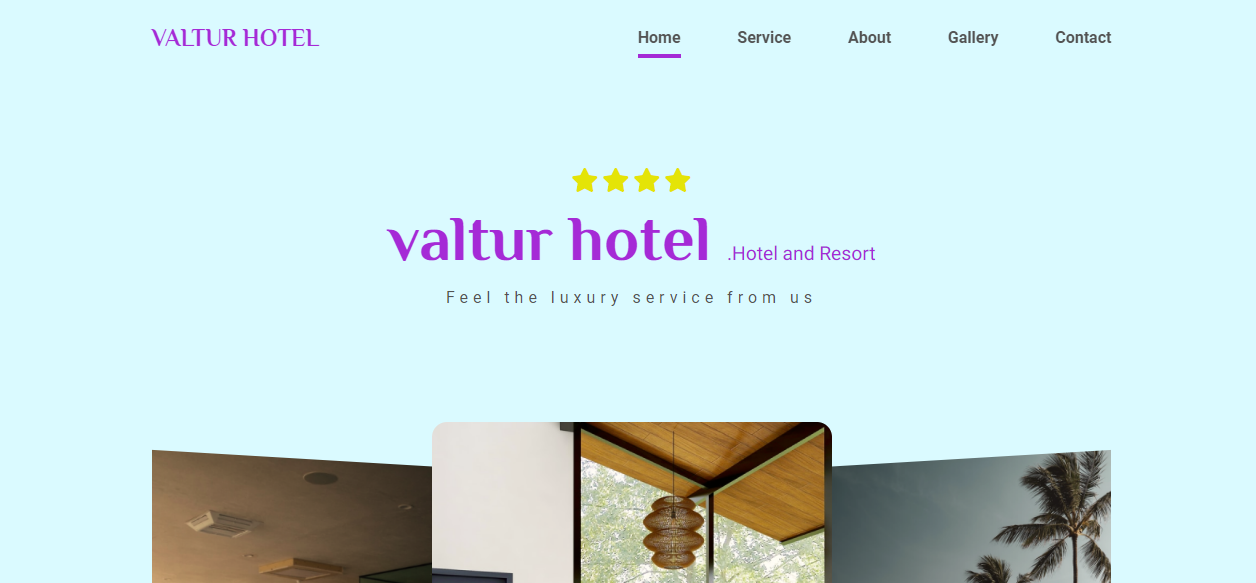 VALTUR HOTEL
Home Service About Gallery Contact
valtur hotel .Hotel and Resort
Feel the luxury service from us